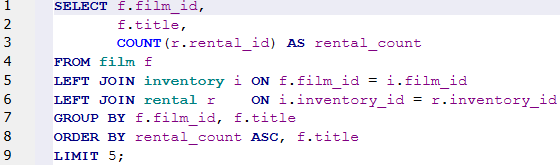 1 SELECT f.film_id,
2 f.title,
3 COUNT(r.rental_id) AS rental_count
4 FROM film f
5 LEFT JOIN inventory i ON f.film_id = i.film_id
6 LEFT JOIN rental r ON i.inventory_id = r.inventory_id
7 GROUP BY f.film_id, f.title
8 ORDER BY rental_count ASC, f.title
9 LIMIT 5;